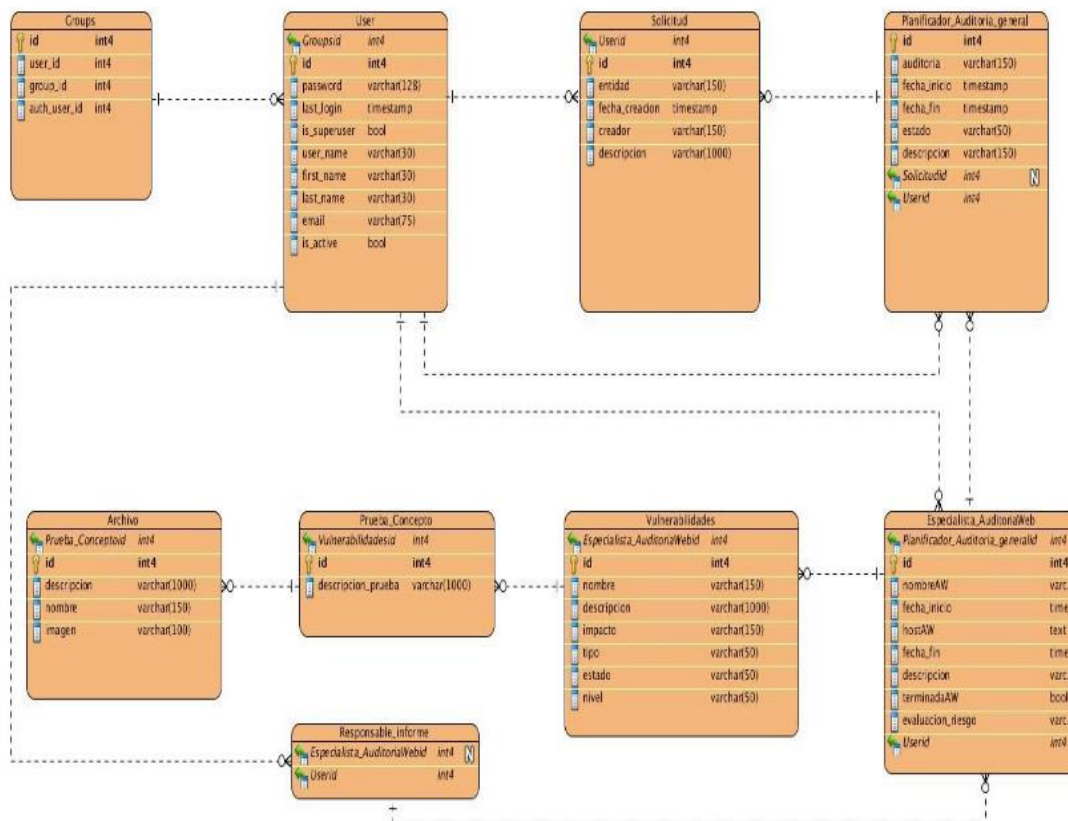 Groups
id int4
user_id int4
group_id int4
auth_user_id int4
User
Groupsid int4
id int4
password varchar(128)
last_login timestamp
is_superuser bool
user_name varchar(30)
first_name varchar(30)
last_name varchar(30)
email varchar(75)
is_active bool
Solicitud
Userid int4
id int4
entidad varchar(150)
fecha_creacion timestamp
creador varchar(150)
descripcion varchar(1000)
Planificador_Auditoria_general
id int4
auditoria varchar(150)
fecha_inicio timestamp
fecha_fin timestamp
estado varchar(50)
descripcion varchar(150)
Solicitudid int4 N
Userid int4
Archivo
Prueba_Conceptoid int4
id int4
descripcion varchar(1000)
nombre varchar(150)
imagen varchar(100)
Prueba_Concepto
Vulnerabilidadesid int4
id int4
descripcion_prueba varchar(1000)
Vulnerabilidades
Especialista_AuditoriaWebid int4
id int4
nombre varchar(150)
descripcion varchar(1000)
impacto varchar(150)
tipo varchar(50)
estado varchar(50)
nivel varchar(50)
Especialista_AuditoriaWeb
Planificador_Auditoria_generalid int4
id int4
nombreAW varc
fecha_inicio time
hostAW text
fecha_fin time
descripcion varc
terminadaAW bool
evaluacion_riesgo varc
Userid int4
Responsable_informe
Especialista_AuditoriaWebid int4 N
Userid int4